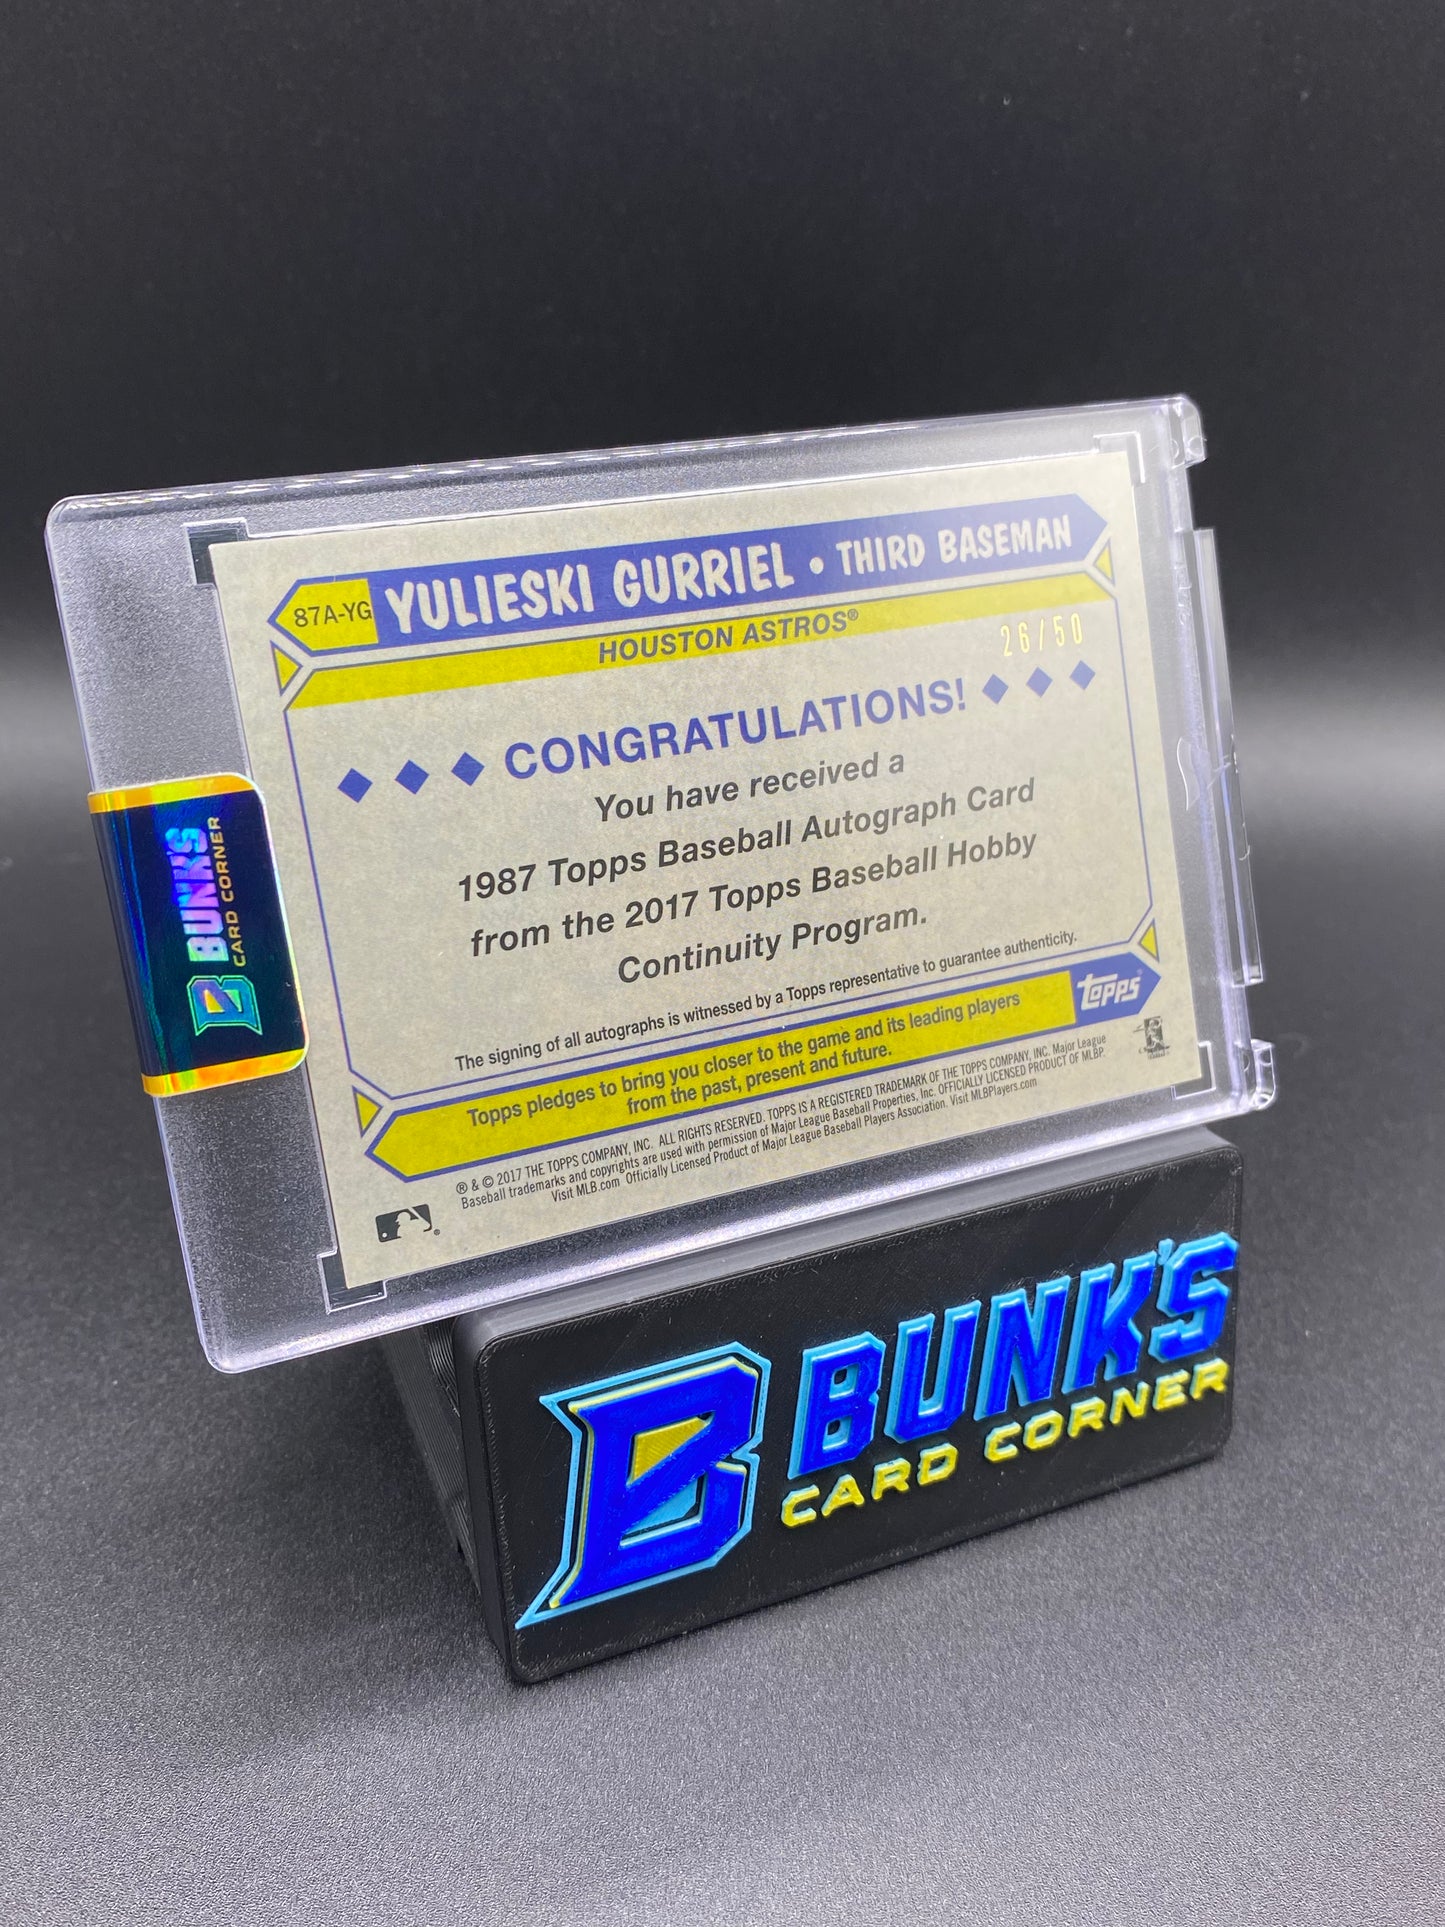 87A-YG YULIESKI GURRIEL • THIRD BASEMAN
HOUSTON ASTROS®
26/50
CONGRATULATIONS!
You have received a
1987 Topps Baseball Autograph Card
from the 2017 Topps Baseball Hobby
Continuity Program.
The signing of all autographs is witnessed by a Topps representative to guarantee authenticity.
Topps pledges to bring you closer to the game and its leading players
from the past, present and future.
topps
® & © 2017 THE TOPPS COMPANY, INC. ALL RIGHTS RESERVED. TOPPS IS A REGISTERED TRADEMARK OF THE TOPPS COMPANY, INC. Major League
Baseball trademarks and copyrights are used with permission of Major League Baseball Properties, Inc. OFFICIALLY LICENSED PRODUCT OF MLBP.
Visit MLB.com Officially Licensed Product of Major League Baseball Players Association. Visit MLBPlayers.com
B BUNK'S
CARD CORNER
B BUNK'S
CARD CORNER